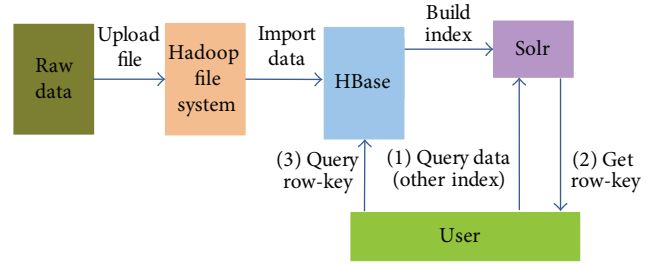 Raw
data
Upload
file
Hadoop
file
system
Import
data
HBase
Build
index
Solr
(3) Query
row-key
(1) Query data
(other index)
(2) Get
row-key
User